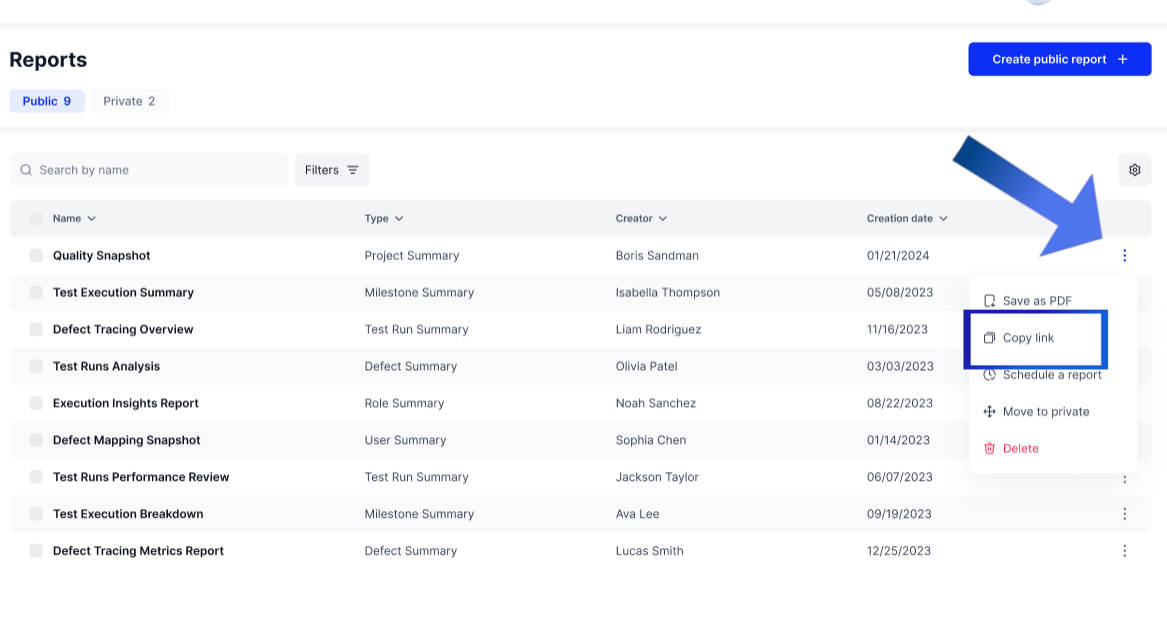 Reports
Create public report +
Public 9 Private 2
Search by name Filters
Name Type Creator Creation date
Quality Snapshot Project Summary Boris Sandman 01/21/2024
Test Execution Summary Milestone Summary Isabella Thompson 05/08/2023
Save as PDF
Defect Tracing Overview Test Run Summary Liam Rodriguez 11/16/2023
Copy link
Test Runs Analysis Defect Summary Olivia Patel 03/03/2023
Schedule a report
Execution Insights Report Role Summary Noah Sanchez 08/22/2023
Move to private
Defect Mapping Snapshot User Summary Sophia Chen 01/14/2023
Delete
Test Runs Performance Review Test Run Summary Jackson Taylor 06/07/2023
Test Execution Breakdown Milestone Summary Ava Lee 09/19/2023
Defect Tracing Metrics Report Defect Summary Lucas Smith 12/25/2023